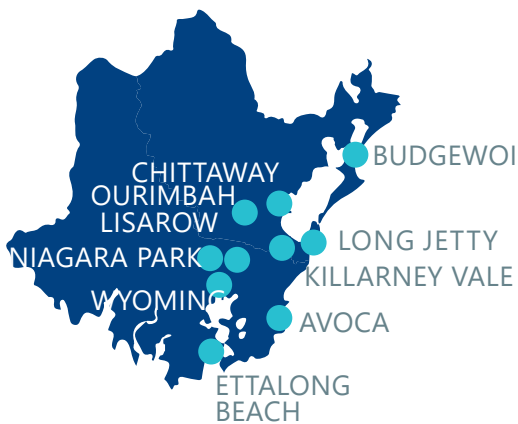 BUDGEWOI
CHITTAWAY
OURIMBAH
LISAROW
LONG JETTY
NIAGARA PARK
KILLARNEY VALE
WYOMING
AVOCA
ETTALONG
BEACH